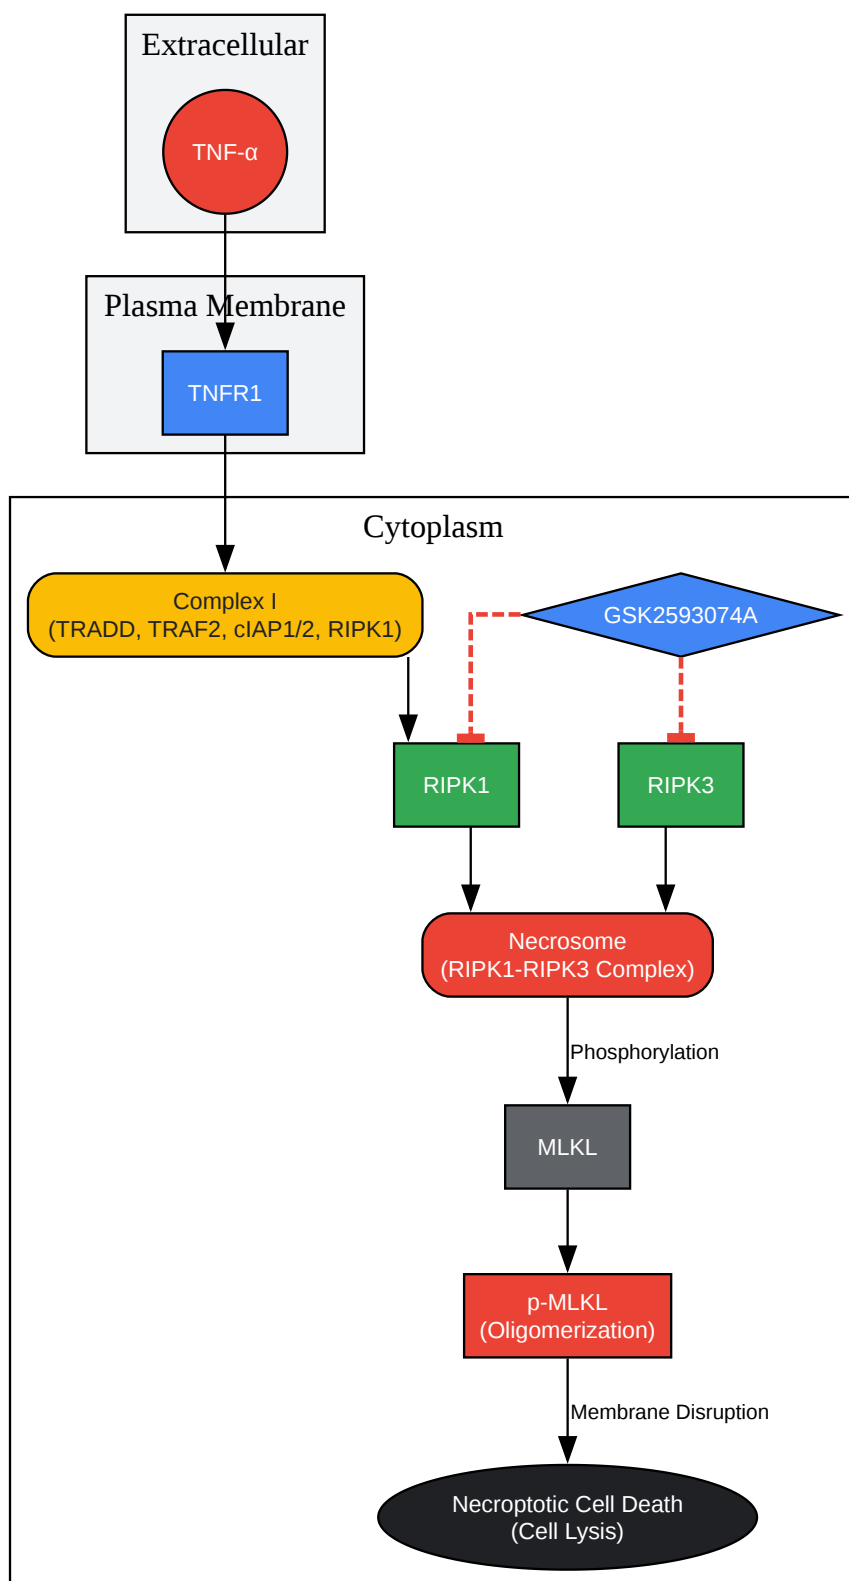 Extracellular
TNF-α
Plasma Membrane
TNFR1
Cytoplasm
Complex I
(TRADD, TRAF2, cIAP1/2, RIPK1)
GSK2593074A
RIPK1
RIPK3
Necrosome
(RIPK1-RIPK3 Complex)
Phosphorylation
MLKL
p-MLKL
(Oligomerization)
Membrane Disruption
Necroptotic Cell Death
(Cell Lysis)